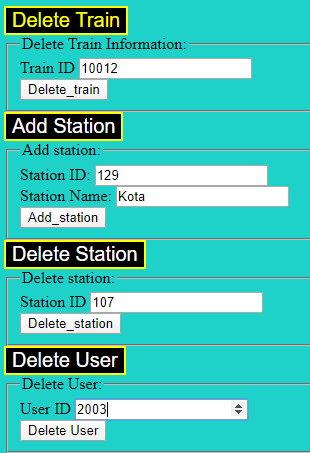 Delete Train
Delete Train Information:
Train ID 10012
Delete_train
Add Station
Add station:
Station ID: 129
Station Name: Kota
Add_station
Delete Station
Delete station:
Station ID 107
Delete_station
Delete User
Delete User:
User ID 2003
Delete User